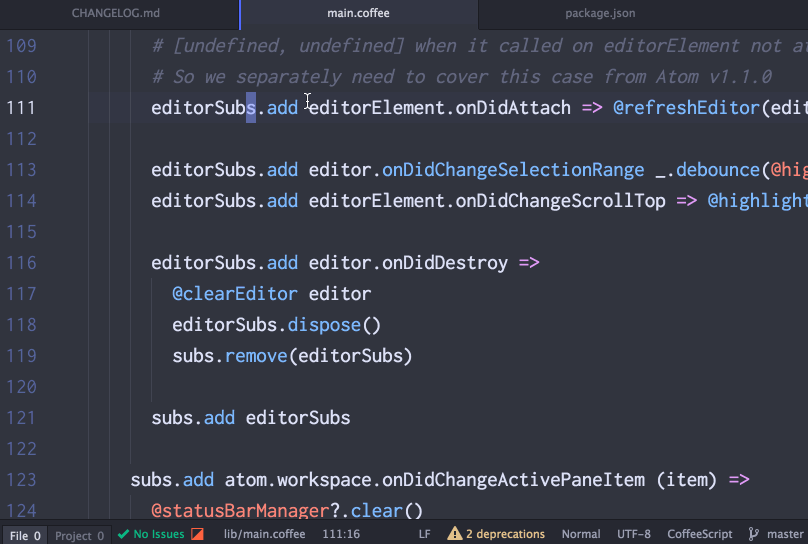 CHANGELOG.md main.coffee package.json
109 # [undefined, undefined] when it called on editorElement not
110 # So we separately need to cover this case from Atom v1.1.0
111 editorSubs.add editorElement.onDidAttach => @refreshEditor(
112
113 editorSubs.add editor.onDidChangeSelectionRange _.debounce(
114 editorSubs.add editorElement.onDidChangeScrollTop => @highlight
115
116 editorSubs.add editor.onDidDestroy =>
117 @clearEditor editor
118 editorSubs.dispose()
119 subs.remove(editorSubs)
120
121 subs.add editorSubs
122
123 subs.add atom.workspace.onDidChangeActivePaneItem (item) =>
124 @statusBarManager?.clear()
File 0 Project 0 No Issues lib/main.coffee 111:16 LF 2 deprecations Normal UTF-8 CoffeeScript master